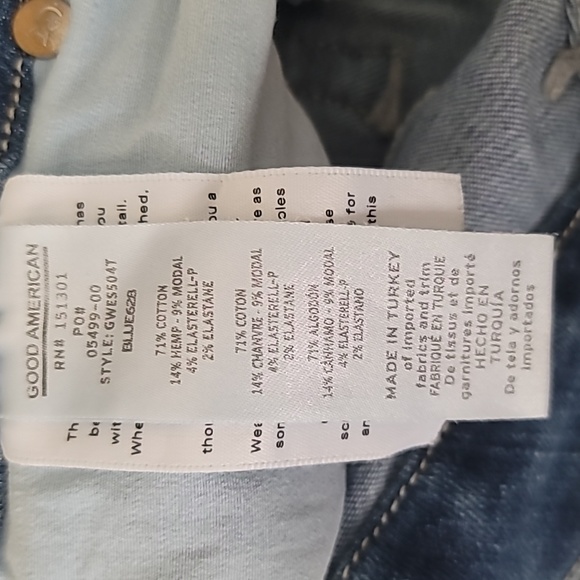 GOOD AMERICAN
RN# 151301
PO#
05499-00
STYLE:GWES504T
BLUE628
71% COTTON
14% HEMP - 9% MODAL
4% ELASTERELL-P
2% ELASTANE
71% COTON
14% CHANVRE - 9% MODAL
4% ELASTERELL-P
2% ELASTANE
71% ALGODÓN
14% CÁÑHAMO - 9% MODAL
4% ELASTERELL-P
2% ELASTANO
MADE IN TURKEY
of imported
fabrics and trim
FABRIQUÉ EN TURQUIE
De tissus et de
garnitures importé
HECHO EN
TURQUÍA
De tela y adornos
importados